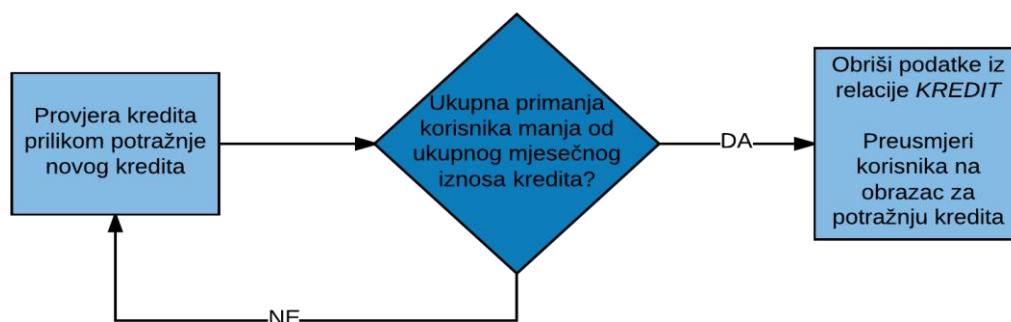 Provjera kredita
prilikom potražnje
novog kredita
Ukupna primanja
korisnika manja od
ukupnog mjesečnog
iznosa kredita?
DA
Obriši podatke iz
relacije KREDIT
Preusmjeri
korisnika na
obrazac za
potražnju kredita
NE